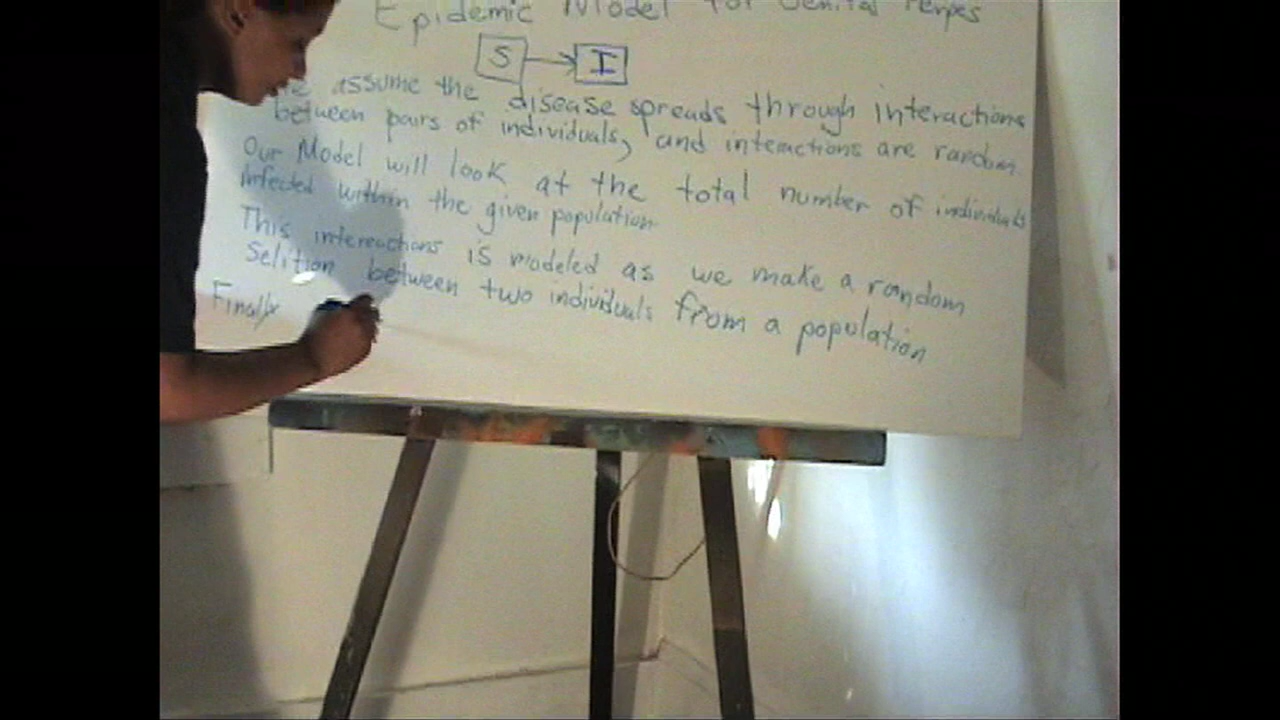 Epidemic Model for Genital Herpes
S → I
We assume the disease spreads through interactions
between pairs of individuals, and interactions are random
Our Model will look at the total number of individuals
infected within the given population
This intereactions is modeled as we make a random
Selition between two individuals from a population
Finally